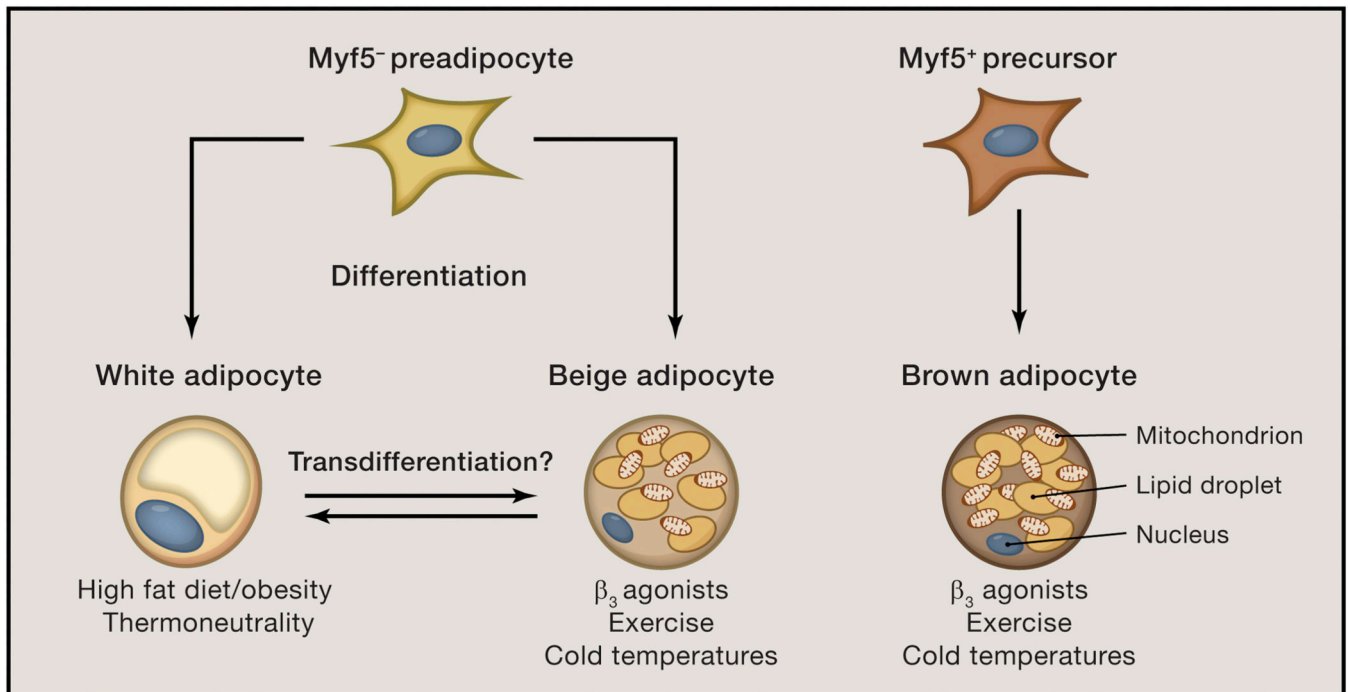 Myf5⁻ preadipocyte
Myf5⁺ precursor
Differentiation
White adipocyte
Beige adipocyte
Brown adipocyte
Transdifferentiation?
Mitochondrion
Lipid droplet
Nucleus
High fat diet/obesity
Thermoneutrality
β₃ agonists
Exercise
Cold temperatures
β₃ agonists
Exercise
Cold temperatures